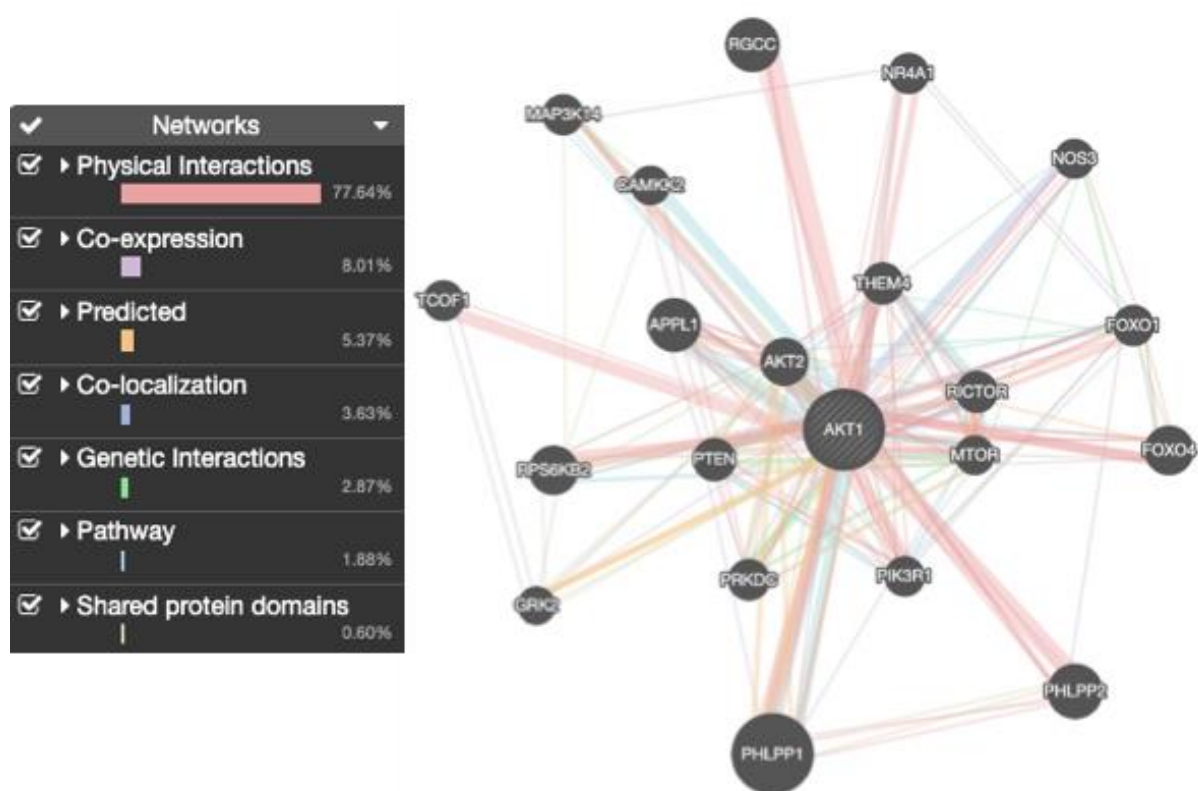 Networks
Physical Interactions
77.64%
Co-expression
8.01%
Predicted
5.37%
Co-localization
3.63%
Genetic Interactions
2.87%
Pathway
1.88%
Shared protein domains
0.60%
RGCC
NR4A1
MAP3K14
NOS3
CAMKK2
THEM4
TCOF1
APPL1
FOXO1
AKT2
RICTOR
AKT1
FOXO4
RPS6KB2
PTEN
MTOR
PRKDC
PIK3R1
GRK2
PHLPP2
PHLPP1